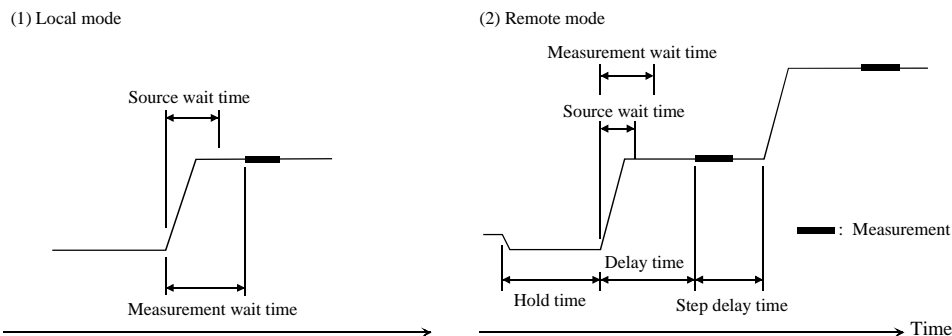 (1) Local mode
Source wait time
Measurement wait time
(2) Remote mode
Measurement wait time
Source wait time
Delay time
Hold time
Step delay time
: Measurement
Time